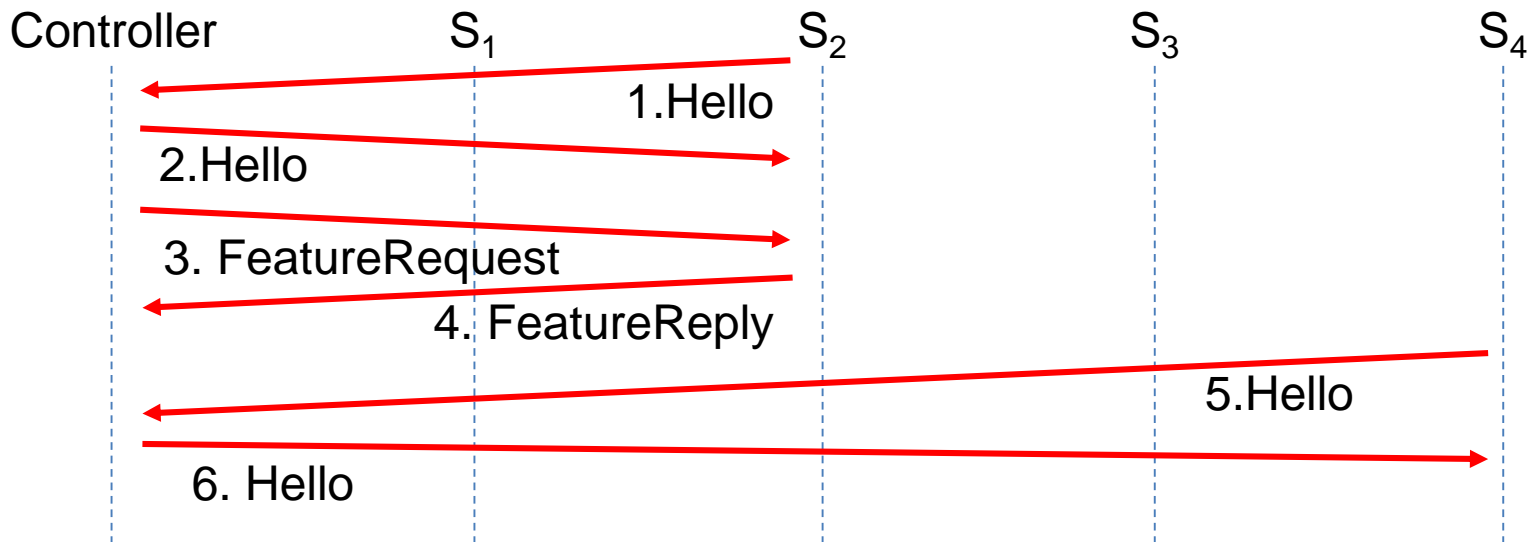 Controller S₁ S₂ S₃ S₄
1.Hello
2.Hello
3. FeatureRequest
4. FeatureReply
5.Hello
6. Hello